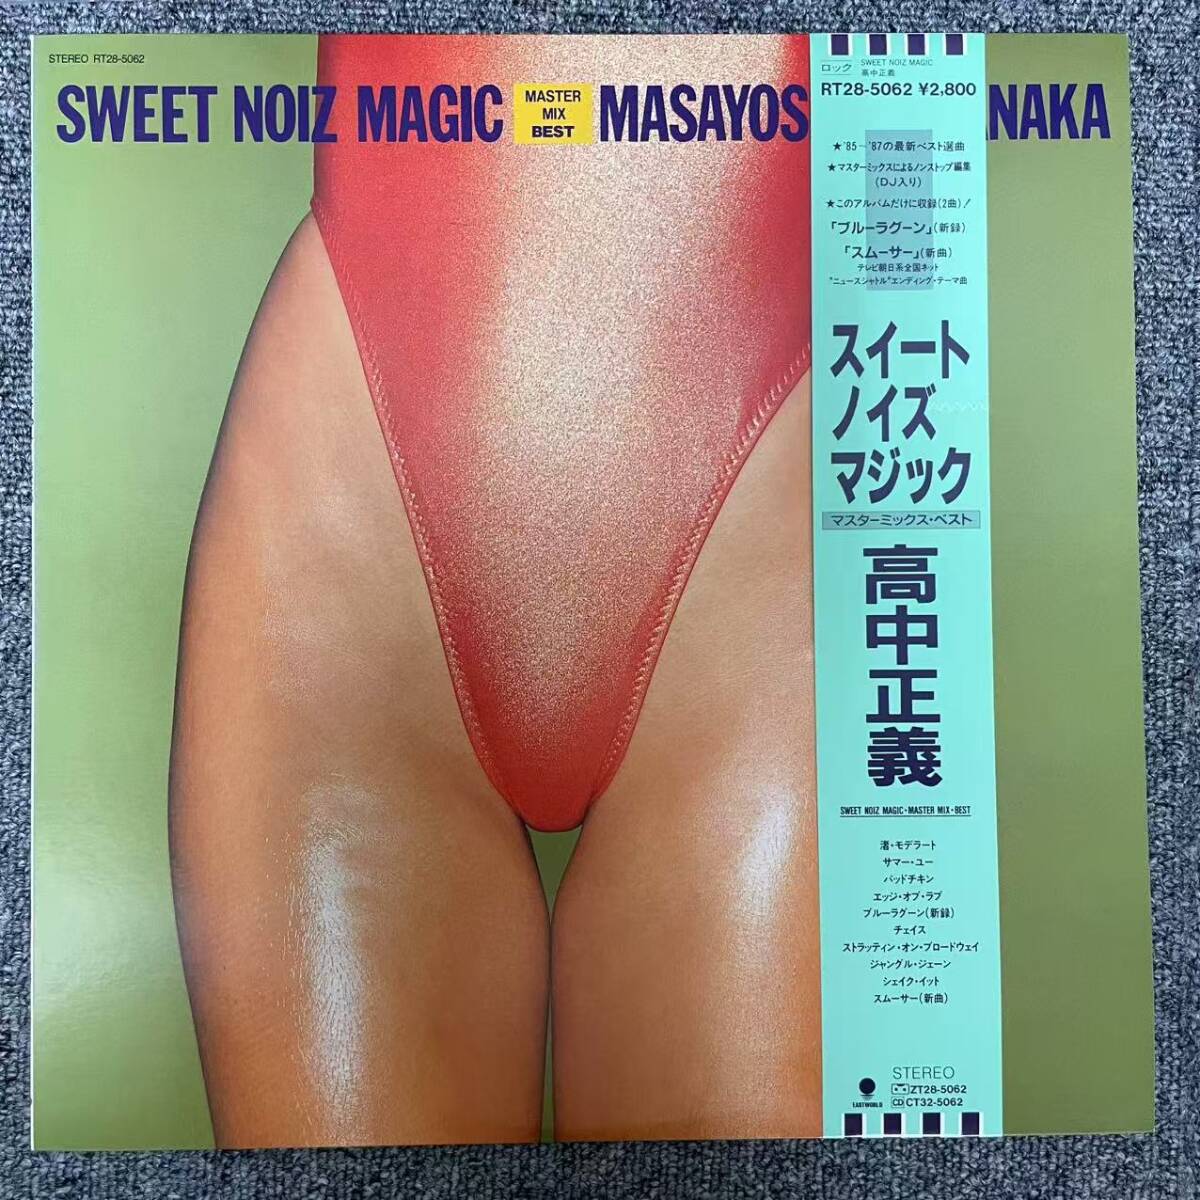 STEREO RT28-5062
SWEET NOIZ MAGIC
MASTER
MIX
BEST
MASAYOS
ANAKA
ロック
SWEET NOIZ MAGIC
高中正義
RT28-5062 ¥2,800
★'85〜'87の最新ベスト選曲
★マスターミックスによるノンストップ編集
(DJ入り)
★このアルバムだけに収録(2曲)!
「ブルーラグーン」(新録)
「スムーサー」(新曲)
テレビ朝日系全国ネット
"ニュースシャトル"エンディング・テーマ曲
スイート
ノイズ
マジック
マスターミックス・ベスト
高中正義
SWEET NOIZ MAGIC・MASTER MIX・BEST
渚・モデラート
サマー・ユー
バッドチキン
エッジ・オブ・ラブ
ブルーラグーン(新録)
チェイス
ストラッティン・オン・ブロードウェイ
ジャングル・ジェーン
シェイク・イット
スムーサー(新曲)
STEREO
ZT28-5062
EASTWORLD
CD CT32-5062